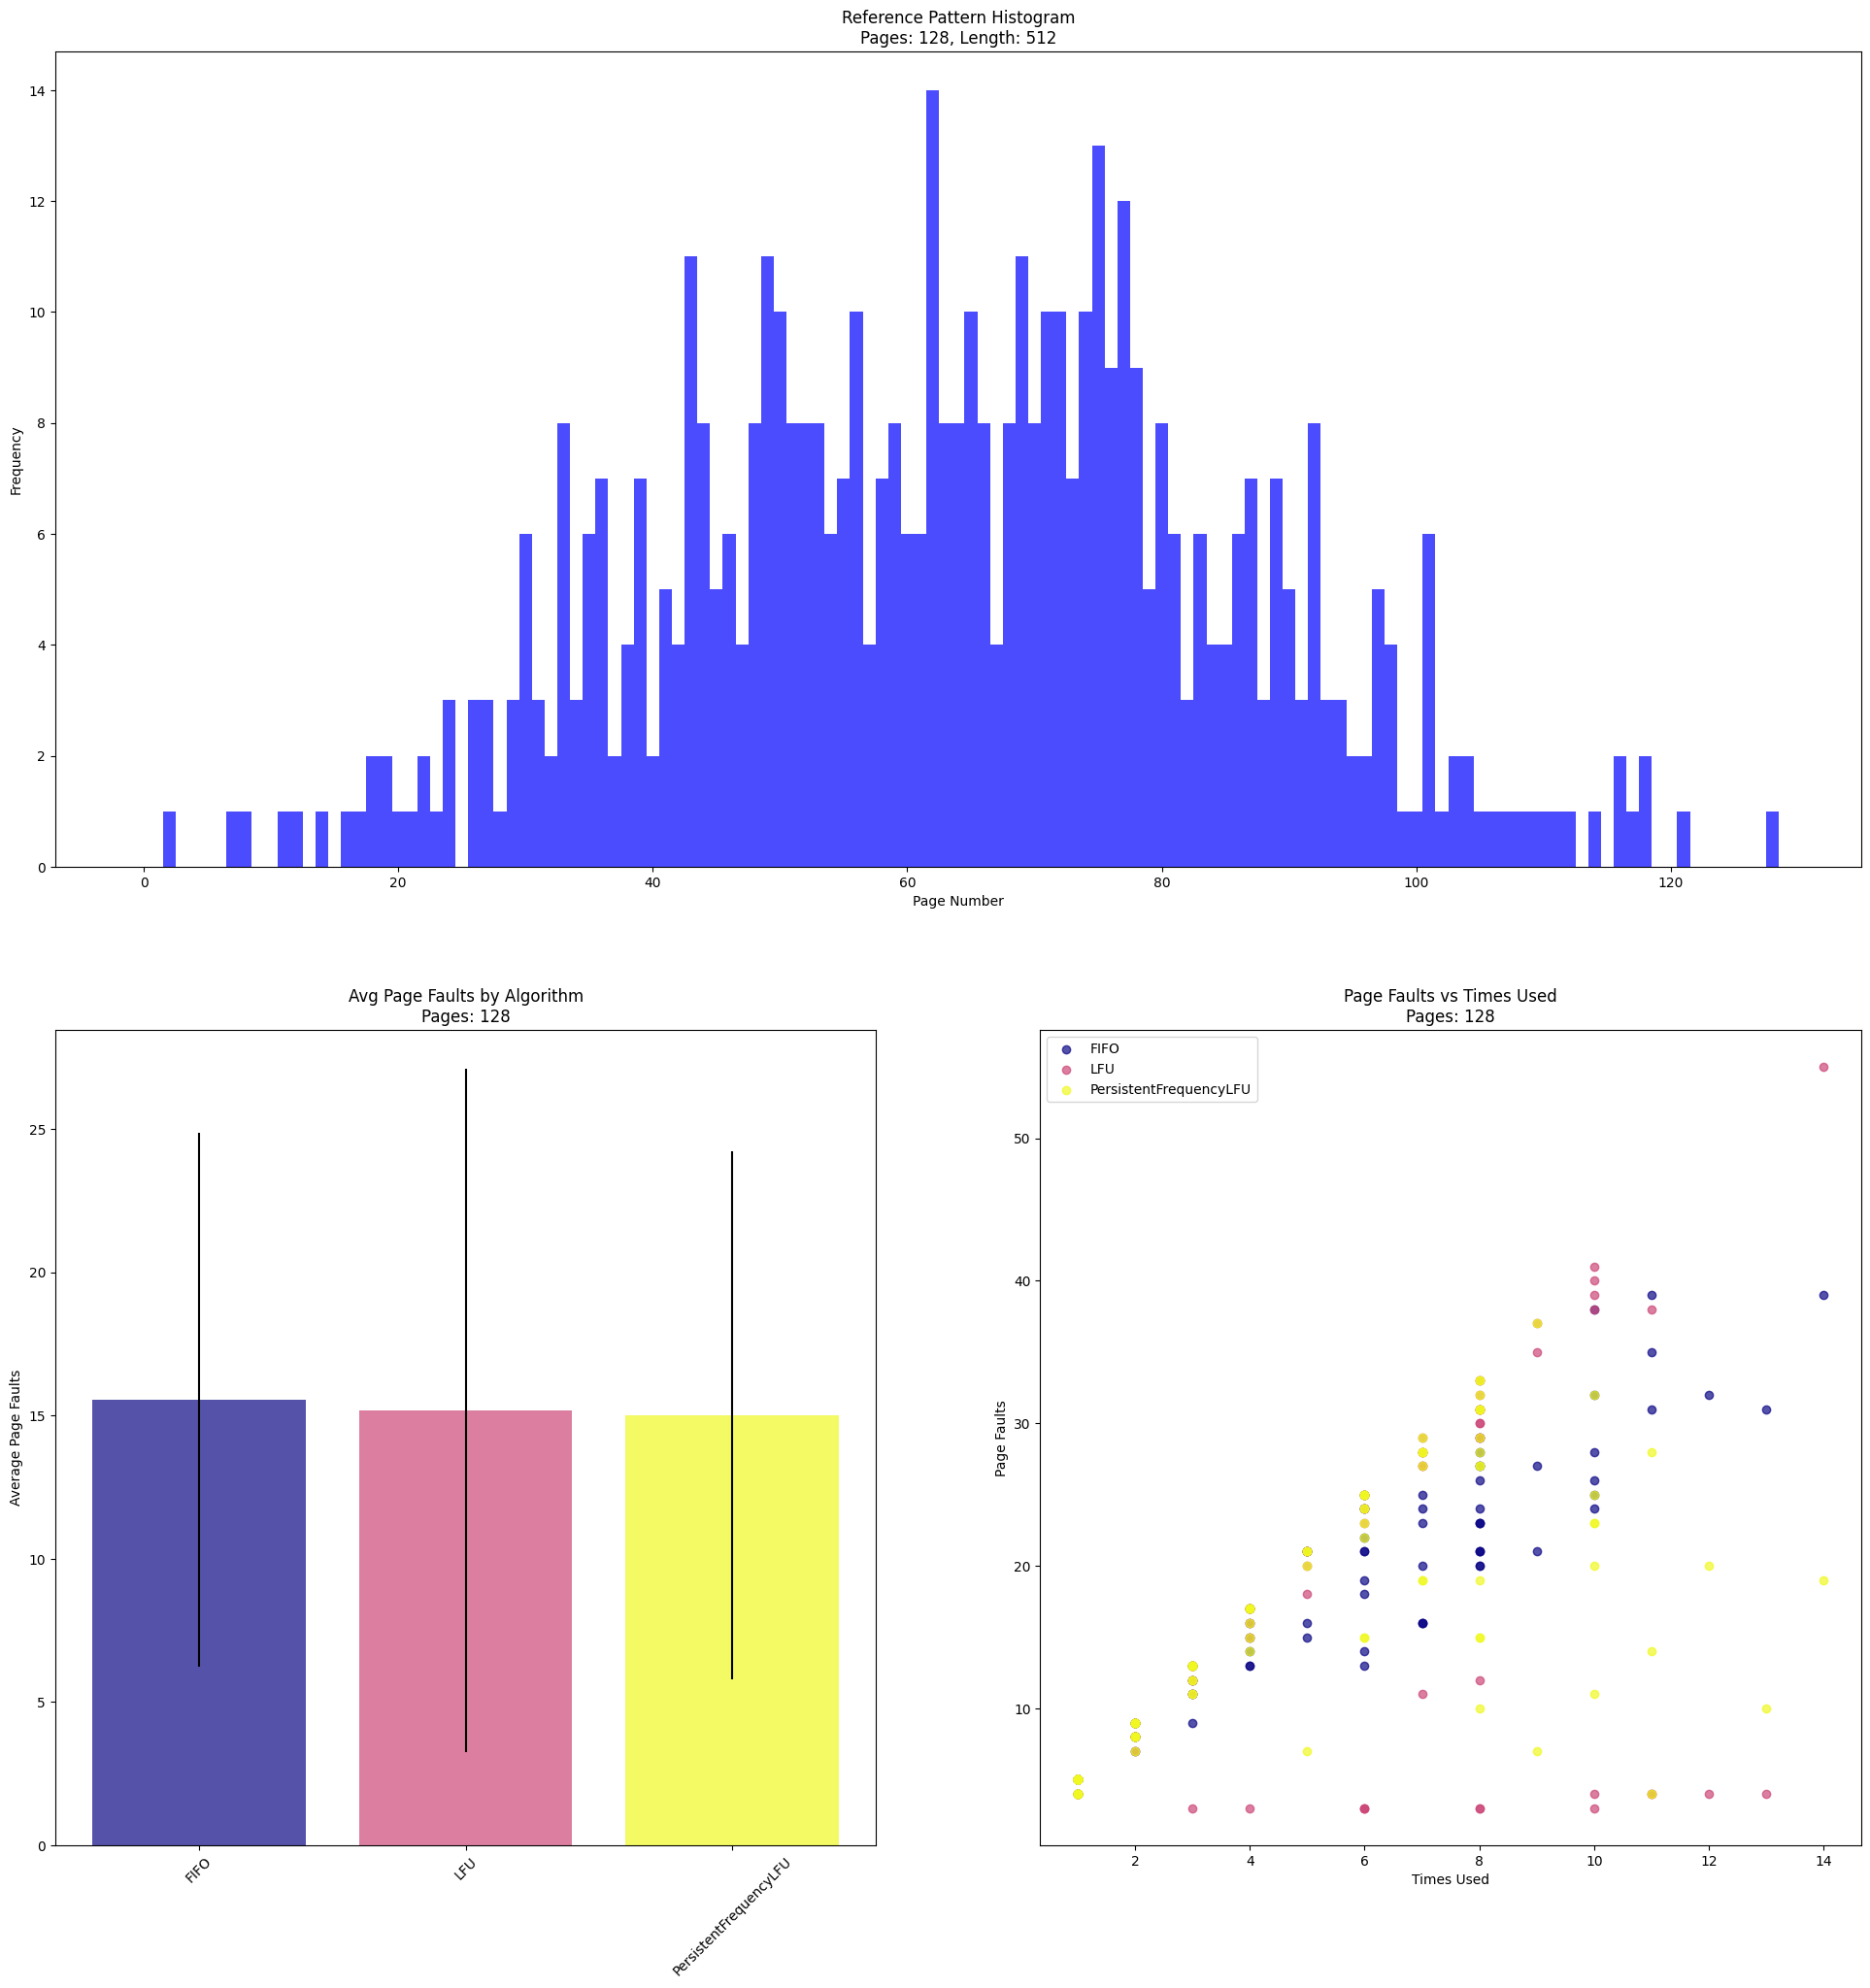 Reference Pattern Histogram
Pages: 128, Length: 512
14
12
10
8
6
4
2
0
Frequency
0 20 40 60 80 100 120
Page Number
Avg Page Faults by Algorithm
Pages: 128
25
20
15
10
5
0
Average Page Faults
FIFO
LFU
PersistentFrequencyLFU
Page Faults vs Times Used
Pages: 128
FIFO
LFU
PersistentFrequencyLFU
50
40
30
20
10
Page Faults
2 4 6 8 10 12 14
Times Used